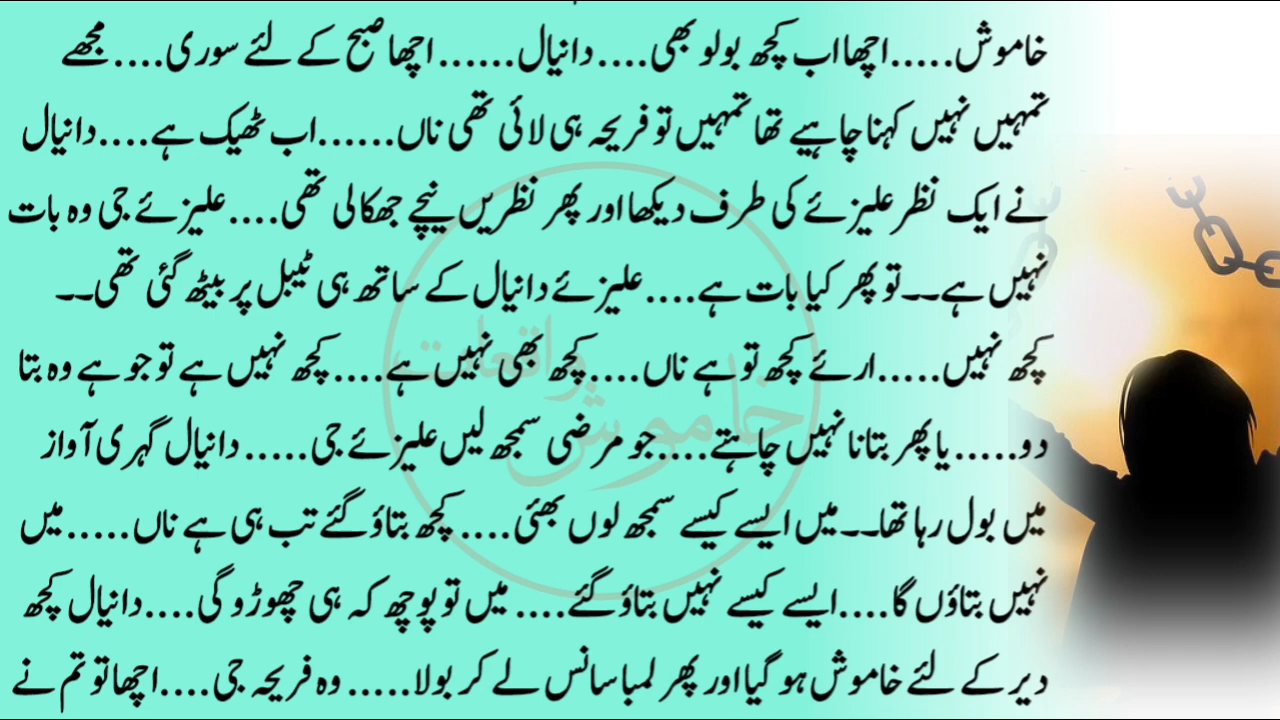 خاموش.....اچھا اب کچھ بولو بھی....دانیال......اچھا صبح کے لئے سوری....مجھے
تمہیں نہیں کہنا چاہیے تھا تمہیں تو فریحہ ہی لائی تھی ناں......اب ٹھیک ہے....دانیال
نے ایک نظر علیزئے کی طرف دیکھا اور پھر نظریں نیچے جھکا لی تھی....علیزئے جی وہ بات
نہیں ہے۔۔تو پھر کیا بات ہے....علیزئے دانیال کے ساتھ ہی ٹیبل پر بیٹھ گئی تھی۔۔
کچھ نہیں.....ارئے کچھ تو ہے ناں....کچھ بھی نہیں ہے....کچھ نہیں ہے تو جو ہے وہ بتا
دو.....یا پھر بتانا نہیں چاہتے....جو مرضی سمجھ لیں علیزئے جی.....دانیال گہری آواز
میں بول رہا تھا۔۔میں ایسے کیسے سمجھ لوں بھئی....کچھ بتاؤ گئے تب ہی ہے ناں.....میں
نہیں بتاؤں گا....ایسے کیسے نہیں بتاؤ گئے....میں تو پوچھ کہ ہی چھوڑو گی....دانیال کچھ
دیر کے لئے خاموش ہو گیا اور پھر لمبا سانس لے کر بولا.....وہ فریحہ جی....اچھا تو تم نے
خاموش واقعات